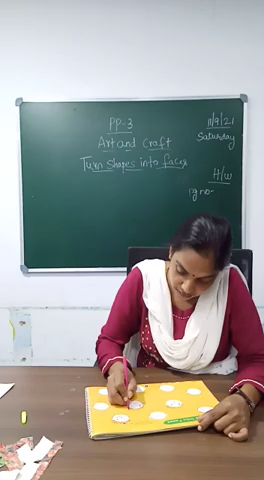 PP-3
Art and Craft
Turn shapes into faces
11/9/21
Saturday
H/W
Pg no-